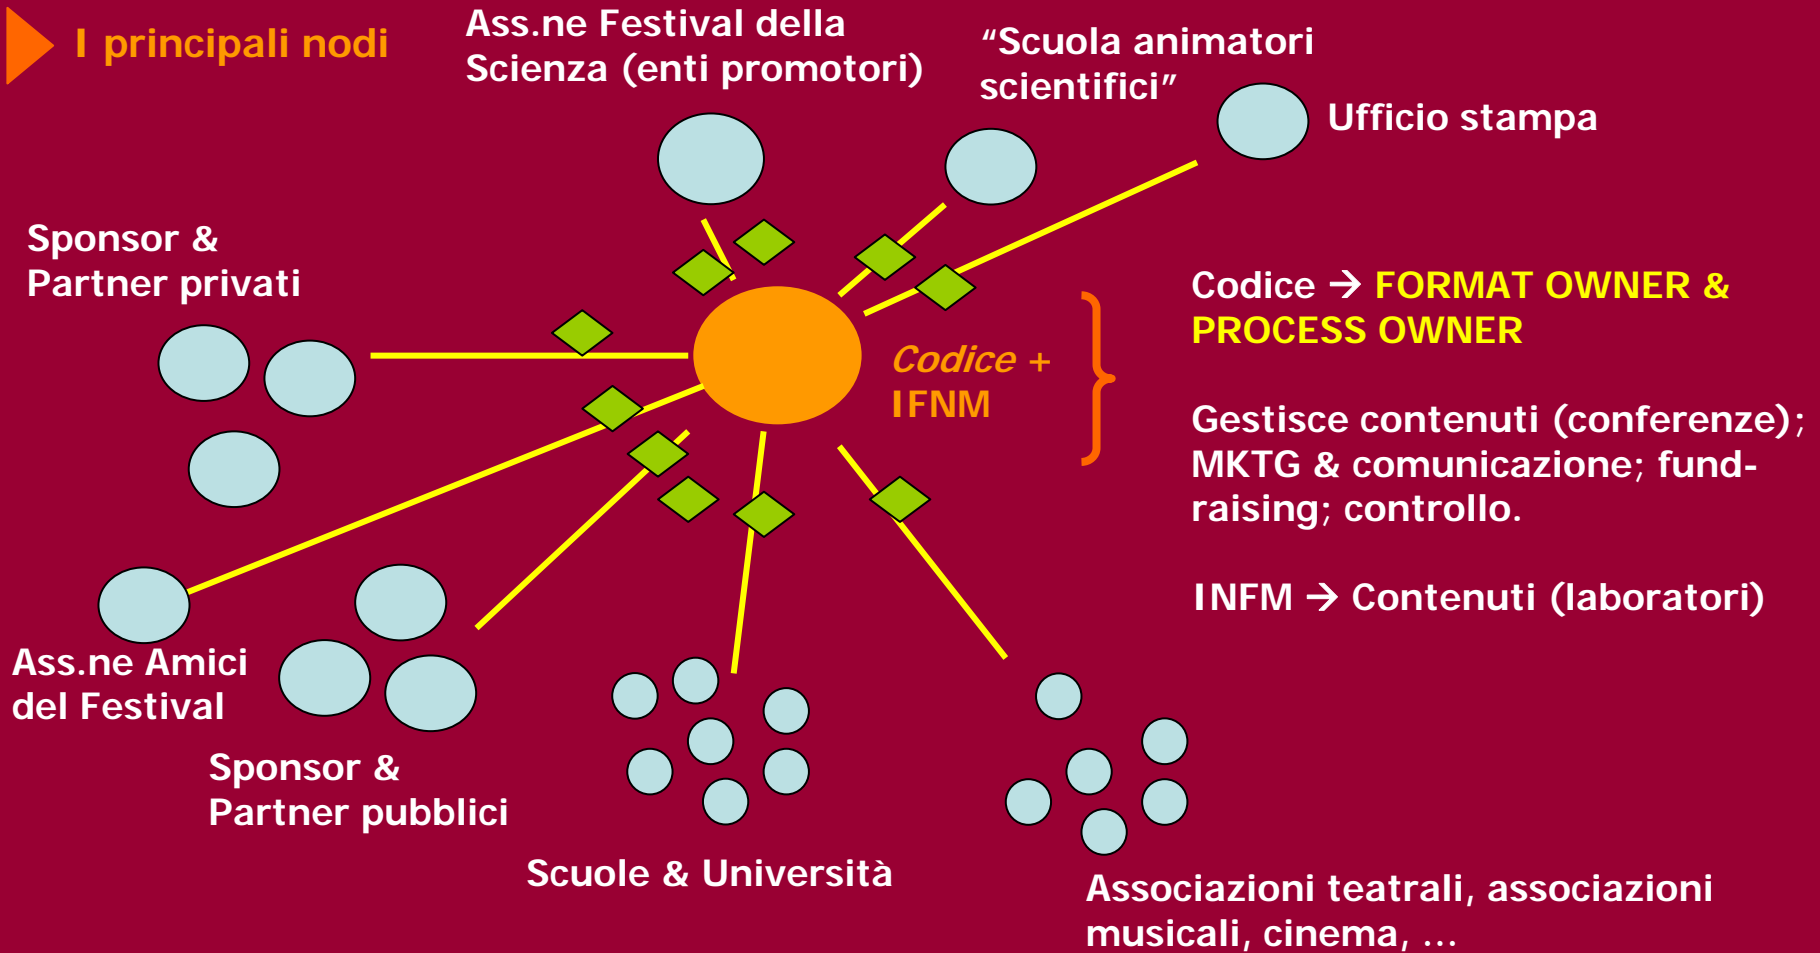 I principali nodi
Ass.ne Festival della
Scienza (enti promotori)
“Scuola animatori
scientifici”
Ufficio stampa
Sponsor &
Partner privati
Codice +
IFNM
Codice → FORMAT OWNER &
PROCESS OWNER
Gestisce contenuti (conferenze);
MKTG & comunicazione; fund-
raising; controllo.
INFM → Contenuti (laboratori)
Ass.ne Amici
del Festival
Sponsor &
Partner pubblici
Scuole & Università
Associazioni teatrali, associazioni
musicali, cinema, …